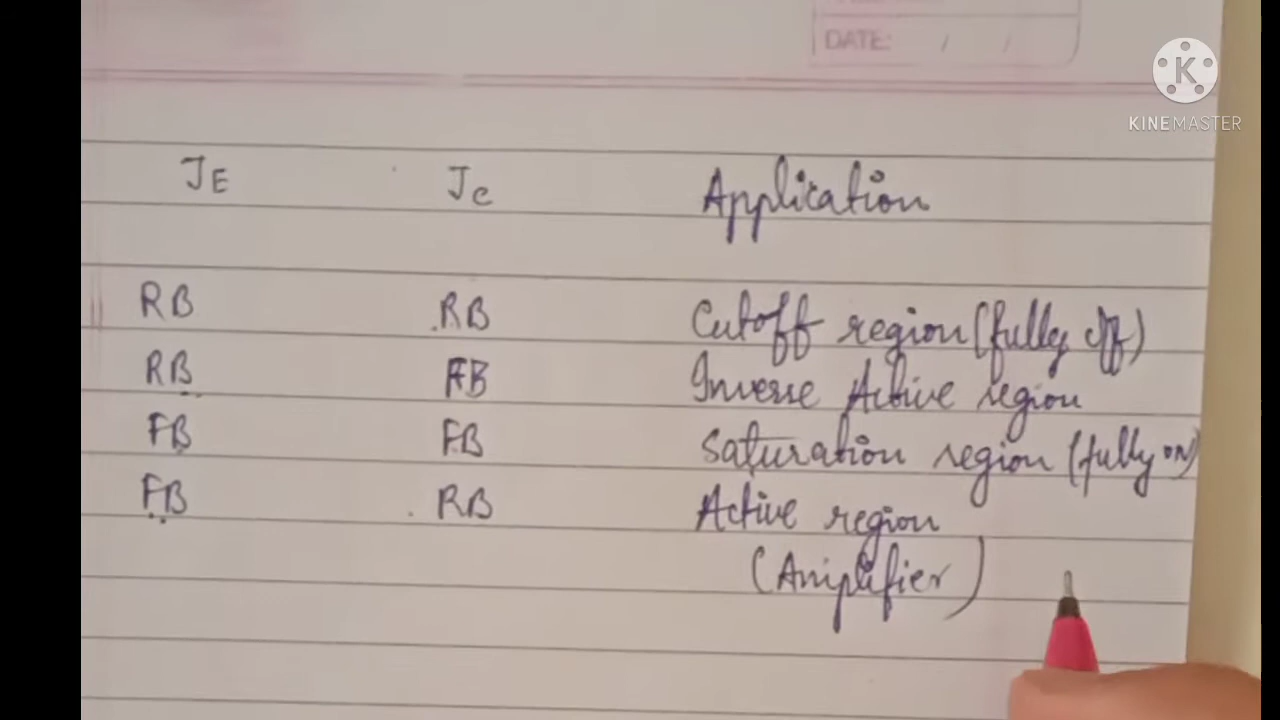 DATE: / /
K
KINEMASTER
JE JC Application
RB RB Cutoff region (fully off)
RB FB Inverse Active region
FB FB Saturation region (fully on)
FB RB Active region
(Amplifier)